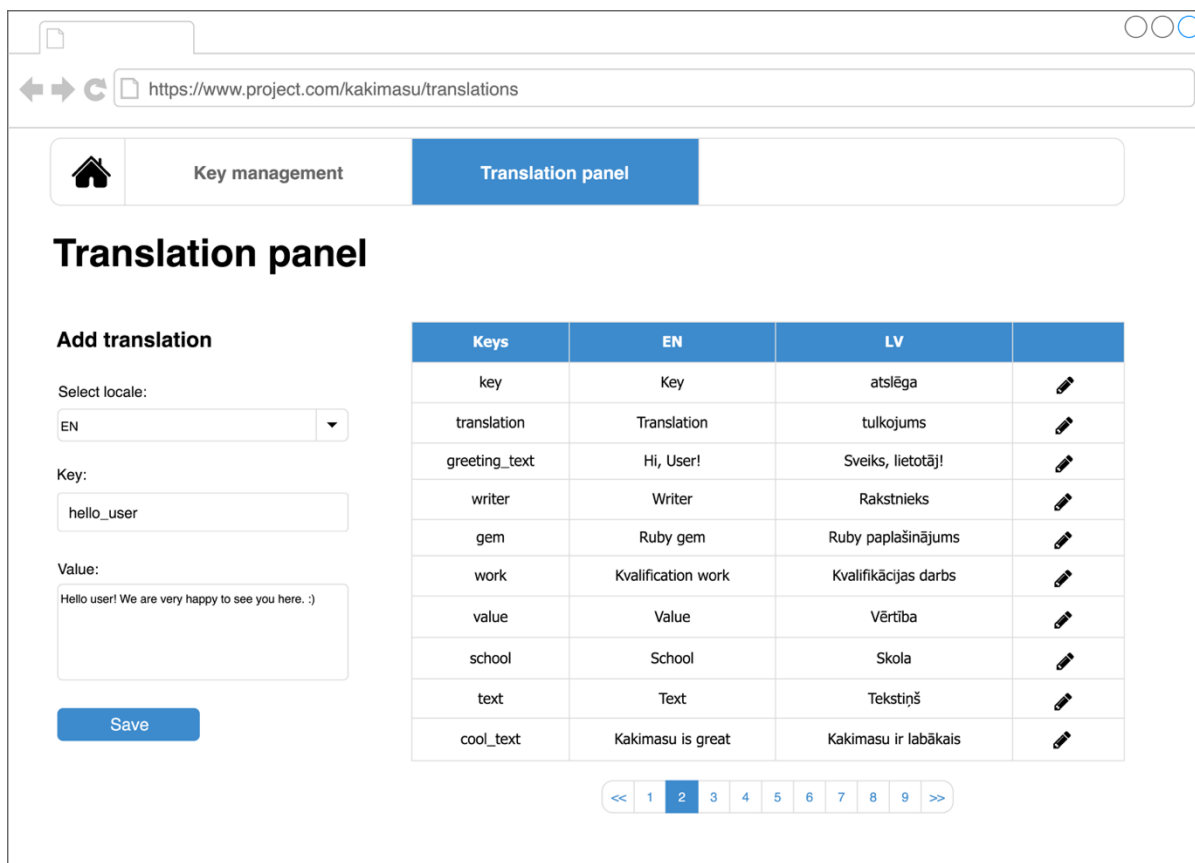 https://www.project.com/kakimasu/translations
Key management Translation panel
Translation panel
Add translation
Select locale:
EN
Key:
hello_user
Value:
Hello user! We are very happy to see you here. :)
Save
Keys EN LV
key Key atslēga
translation Translation tulkojums
greeting_text Hi, User! Sveiks, lietotāj!
writer Writer Rakstnieks
gem Ruby gem Ruby paplašinājums
work Kvalification work Kvalifikācijas darbs
value Value Vērtība
school School Skola
text Text Tekstiņš
cool_text Kakimasu is great Kakimasu ir labākais
<< 1 2 3 4 5 6 7 8 9 >>